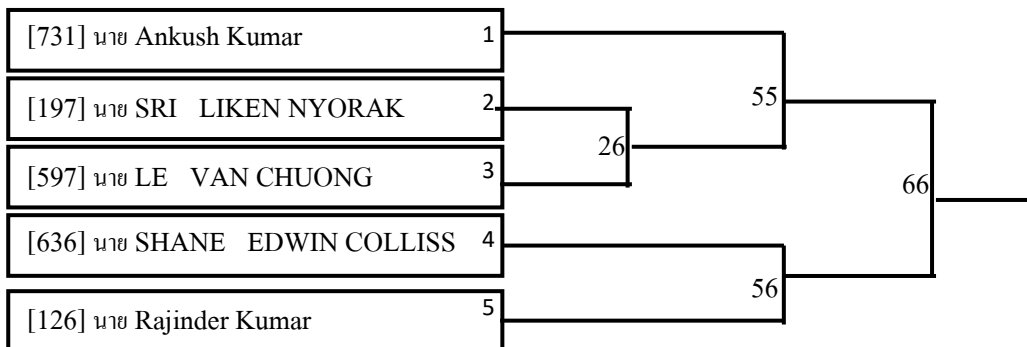 [731] นาย Ankush Kumar 1
[197] นาย SRI LIKEN NYORAK 2
55
26
[597] นาย LE VAN CHUONG 3
66
[636] นาย SHANE EDWIN COLLISS 4
56
[126] นาย Rajinder Kumar 5